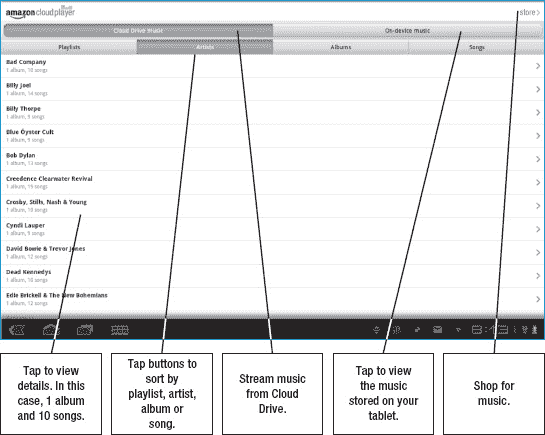 amazon cloudplayer
store
Cloud Drive music
On-device music
Playlists
Artists
Albums
Songs
Bad Company
1 album, 10 songs
Billy Joel
1 album, 14 songs
Billy Thorpe
1 album, 9 songs
Blue Öyster Cult
1 album, 9 songs
Bob Dylan
1 album, 13 songs
Creedence Clearwater Revival
1 album, 19 songs
Crosby, Stills, Nash & Young
1 album, 10 songs
Cyndi Lauper
1 album, 9 songs
David Bowie & Trevor Jones
1 album, 12 songs
Dead Kennedys
1 album, 16 songs
Edie Brickell & The New Bohemians
1 album, 12 songs
Tap to view
details. In this
case, 1 album
and 10 songs.
Tap buttons to
sort by
playlist, artist,
album or
song.
Stream music
from Cloud
Drive.
Tap to view
the music
stored on your
tablet.
Shop for
music.